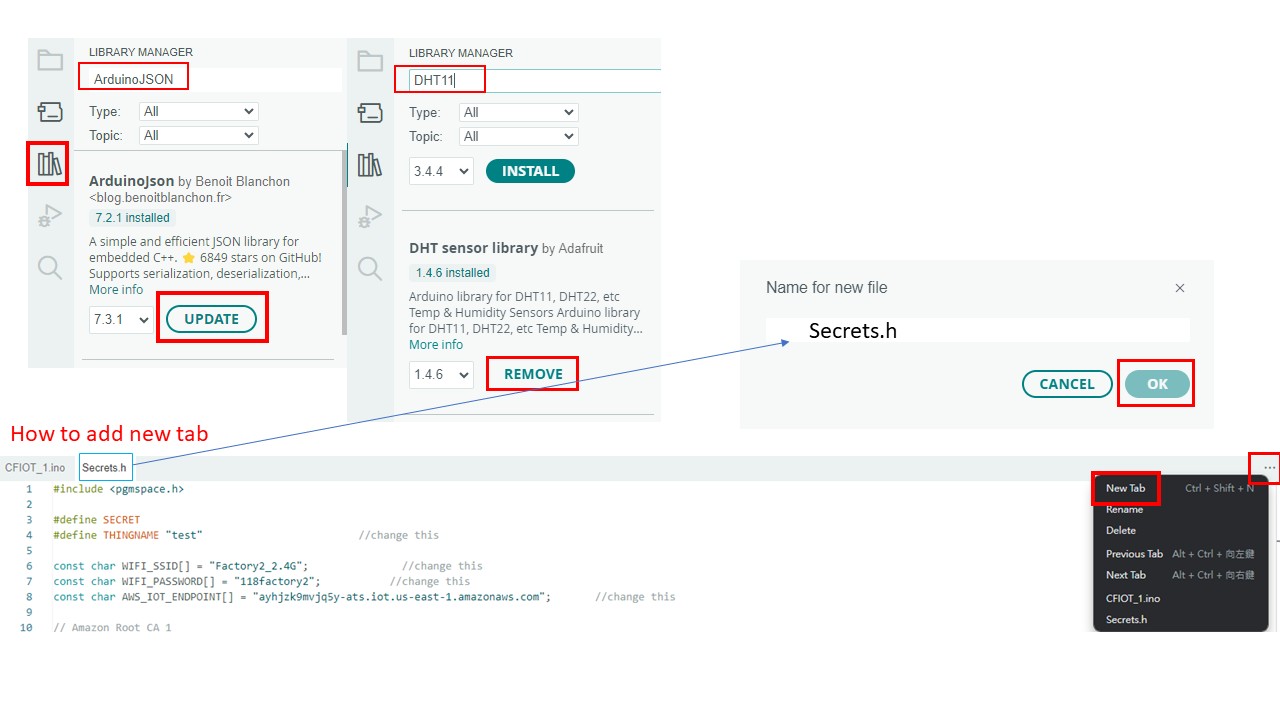 LIBRARY MANAGER
ArduinoJSON
Type: All
Topic: All
ArduinoJson by Benoit Blanchon
<blog.benoitblanchon.fr>
7.2.1 installed
A simple and efficient JSON library for
embedded C++. ⭐ 6849 stars on GitHub!
Supports serialization, deserialization,...
More info
7.3.1 UPDATE
LIBRARY MANAGER
DHT11
Type: All
Topic: All
3.4.4 INSTALL
DHT sensor library by Adafruit
1.4.6 installed
Arduino library for DHT11, DHT22, etc
Temp & Humidity Sensors Arduino library
for DHT11, DHT22, etc Temp & Humidity...
More info
1.4.6 REMOVE
Name for new file
Secrets.h
CANCEL OK
How to add new tab
CFIOT_1.ino Secrets.h
1 #include <pgmspace.h>
2
3 #define SECRET
4 #define THINGNAME "test" //change this
5
6 const char WIFI_SSID[] = "Factory2_2.4G"; //change this
7 const char WIFI_PASSWORD[] = "118factory2"; //change this
8 const char AWS_IOT_ENDPOINT[] = "ayhjzk9mvjq5y-ats.iot.us-east-1.amazonaws.com"; //change this
9
10 // Amazon Root CA 1
New Tab Ctrl + Shift + N
Rename
Delete
Previous Tab Alt + Ctrl + 向左鍵
Next Tab Alt + Ctrl + 向右鍵
CFIOT_1.ino
Secrets.h